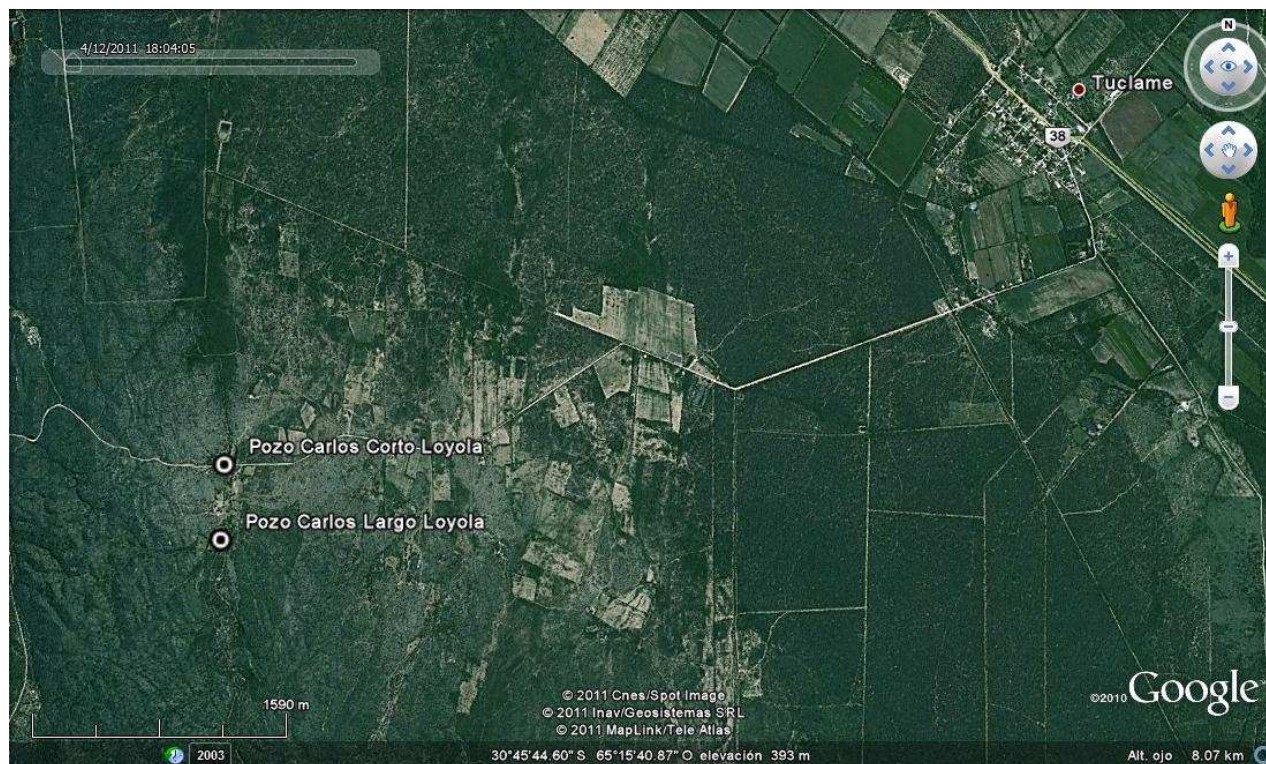 4/12/2011 18:04:05
N
Tuclame
38
Pozo Carlos Corto-Loyola
Pozo Carlos Largo Loyola
1590 m
© 2011 Cnes/Spot Image
© 2011 Inav/Geosistemas SRL
© 2011 MapLink/Tele Atlas
©2010 Google
2003
30°45'44.60" S 65°15'40.87" O elevación 393 m
Alt. ojo 8.07 km